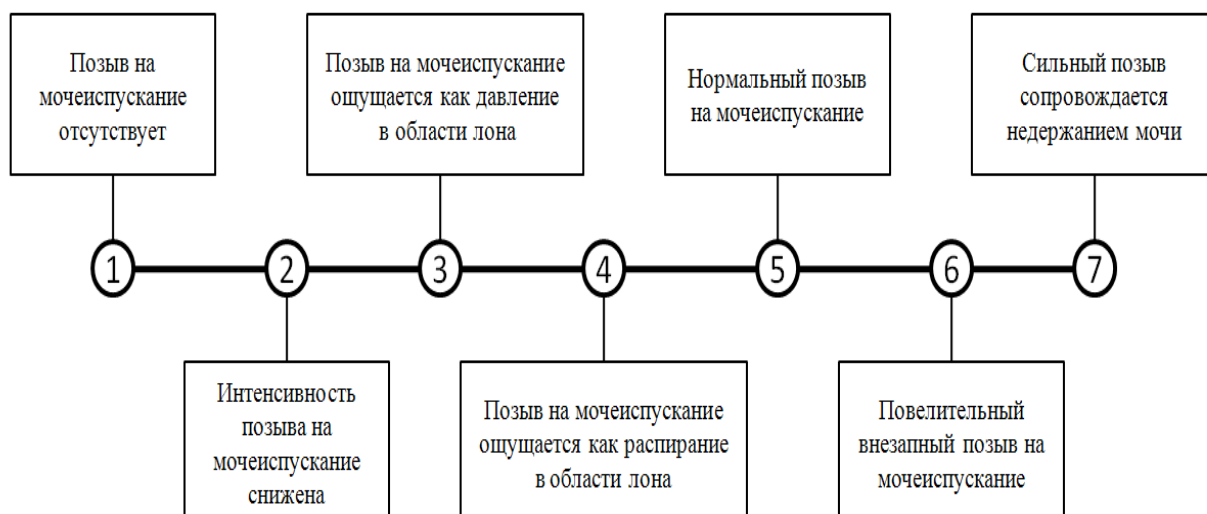 Позыв на
мочеиспускание
отсутствует
Позыв на мочеиспускание
ощущается как давление
в области лона
Нормальный позыв
на мочеиспускание
Сильный позыв
сопровождается
недержанием мочи
1
2
3
4
5
6
7
Интенсивность
позыва на
мочеиспускание
снижена
Позыв на мочеиспускание
ощущается как распирание
в области лона
Повелительный
внезапный позыв на
мочеиспускание